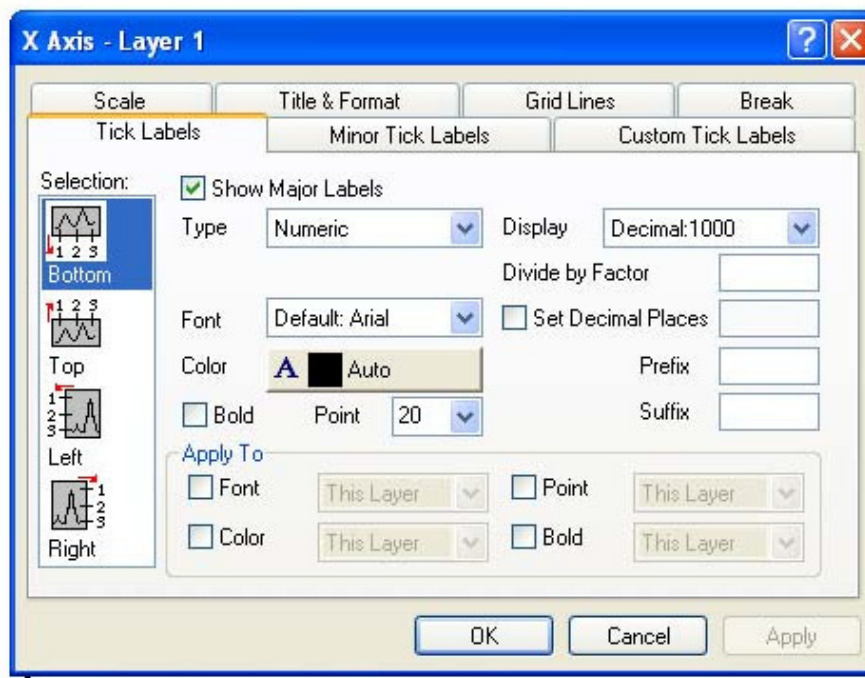 X Axis - Layer 1
Scale Title & Format Grid Lines Break
Tick Labels Minor Tick Labels Custom Tick Labels
Selection:
1 2 3
Bottom
1 2 3
Top
1
2
3
Left
1
2
3
Right
Show Major Labels
Type Numeric Display Decimal:1000
Divide by Factor
Font Default: Arial Set Decimal Places
Color A Auto Prefix
Bold Point 20 Suffix
Apply To
Font This Layer Point This Layer
Color This Layer Bold This Layer
OK Cancel Apply